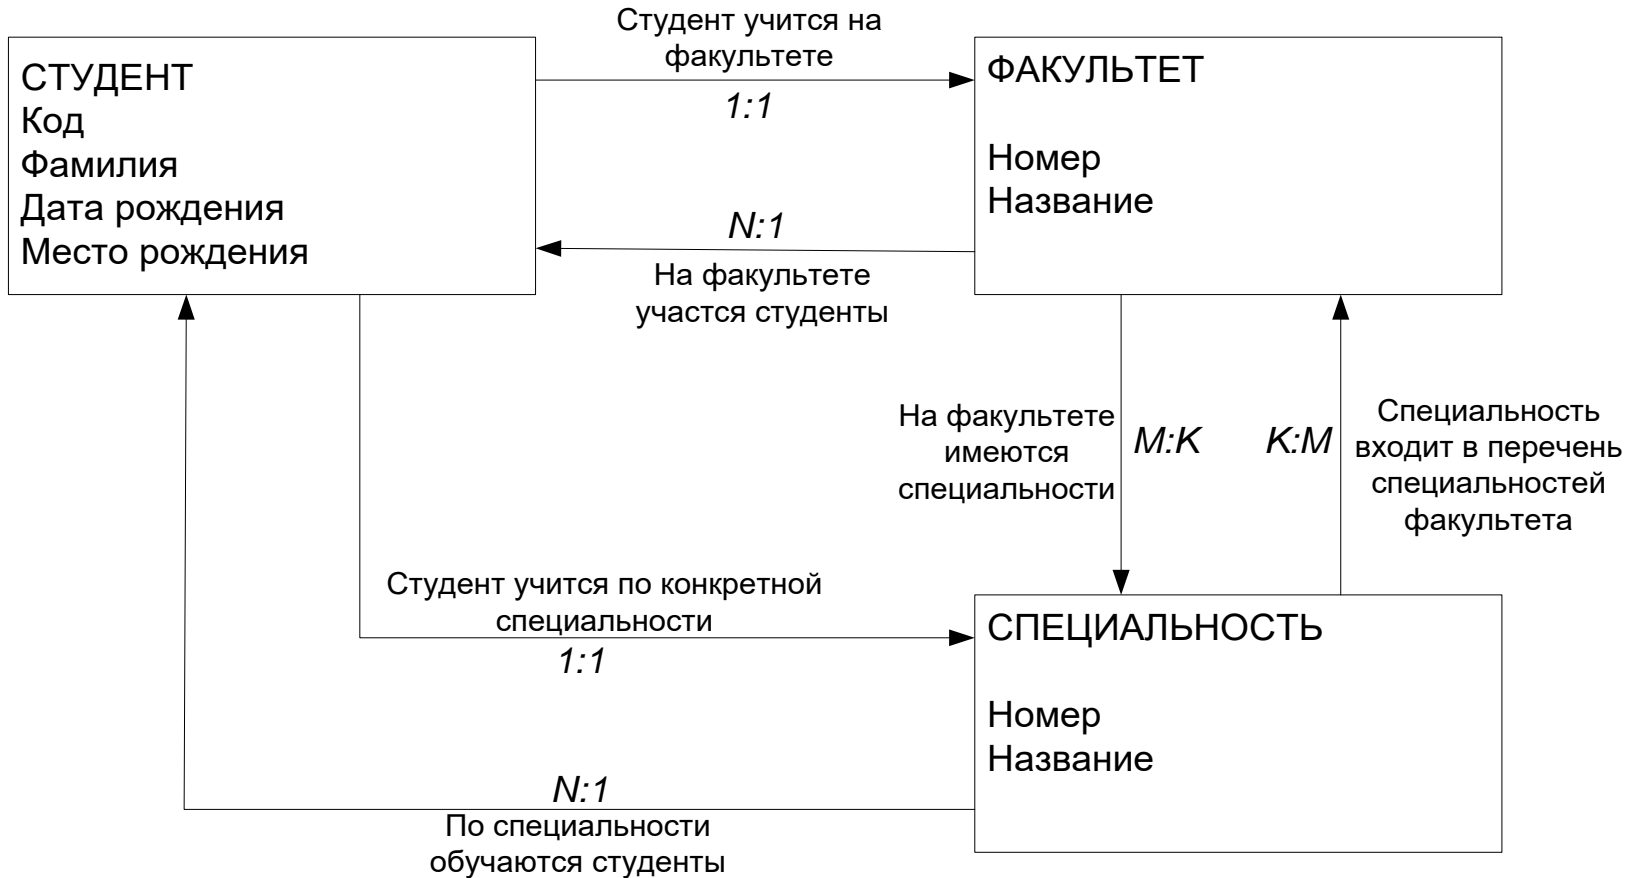 Студент учится на
факультете
1:1
СТУДЕНТ
Код
Фамилия
Дата рождения
Место рождения
ФАКУЛЬТЕТ
Номер
Название
N:1
На факультете
участся студенты
На факультете
имеются
специальности
M:K
K:M
Специальность
входит в перечень
специальностей
факультета
Студент учится по конкретной
специальности
1:1
СПЕЦИАЛЬНОСТЬ
Номер
Название
N:1
По специальности
обучаются студенты